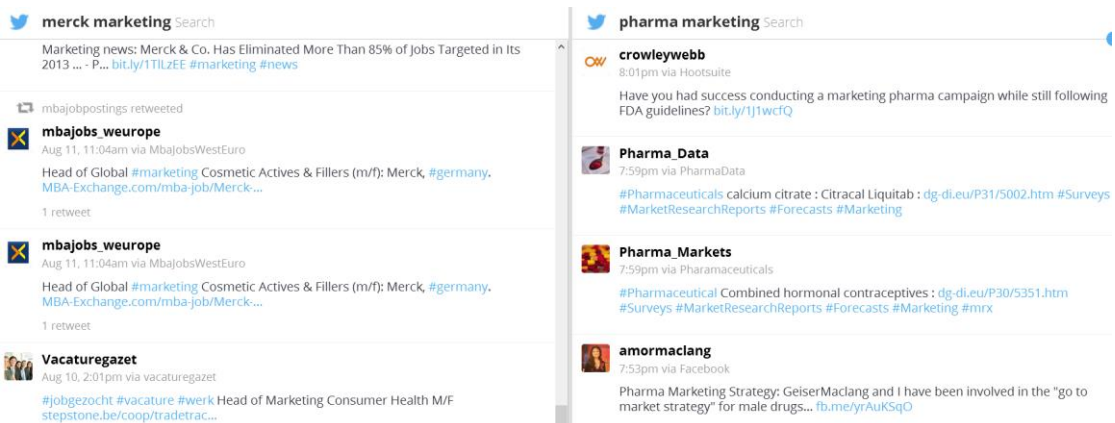 merck marketing Search
Marketing news: Merck & Co. Has Eliminated More Than 85% of Jobs Targeted in Its
2013 ... - P... bit.ly/1TlLzEE #marketing #news
mbajobpostings retweeted
mbajobs_weurope
Aug 11, 11:04am via MbaJobsWestEuro
Head of Global #marketing Cosmetic Actives & Fillers (m/f): Merck, #germany.
MBA-Exchange.com/mba-job/Merck-...
1 retweet
mbajobs_weurope
Aug 11, 11:04am via MbaJobsWestEuro
Head of Global #marketing Cosmetic Actives & Fillers (m/f): Merck, #germany.
MBA-Exchange.com/mba-job/Merck-...
1 retweet
Vacaturegazet
Aug 10, 2:01pm via vacaturegazet
#jobgezocht #vacature #werk Head of Marketing Consumer Health M/F
stepstone.be/coop/tradetrac...
pharma marketing Search
CW
crowleywebb
8:01pm via Hootsuite
Have you had success conducting a marketing pharma campaign while still following
FDA guidelines? bit.ly/1J1wcfQ
Pharma_Data
7:59pm via PharmaData
#Pharmaceuticals calcium citrate : Citracal Liquitab : dg-di.eu/P31/5002.htm #Surveys
#MarketResearchReports #Forecasts #Marketing
Pharma_Markets
7:59pm via Pharamaceuticals
#Pharmaceutical Combined hormonal contraceptives : dg-di.eu/P30/5351.htm
#Surveys #MarketResearchReports #Forecasts #Marketing #mrx
amormaclang
7:53pm via Facebook
Pharma Marketing Strategy: GeiserMaclang and I have been involved in the "go to
market strategy" for male drugs... fb.me/yrAuKSqO